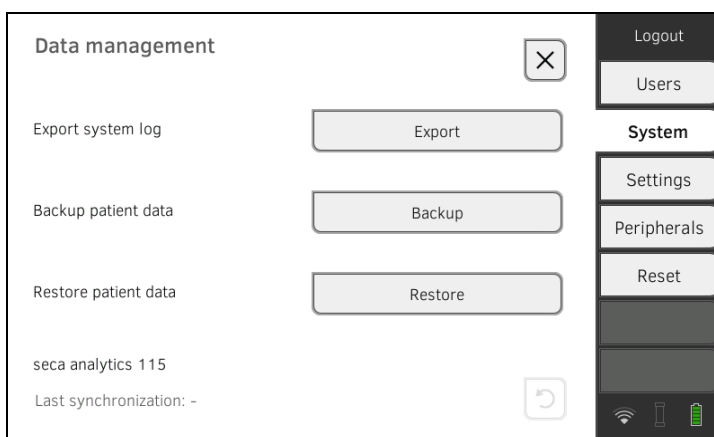 Data management
Export system log
Export
Backup patient data
Backup
Restore patient data
Restore
seca analytics 115
Last synchronization: -
Logout
Users
System
Settings
Peripherals
Reset